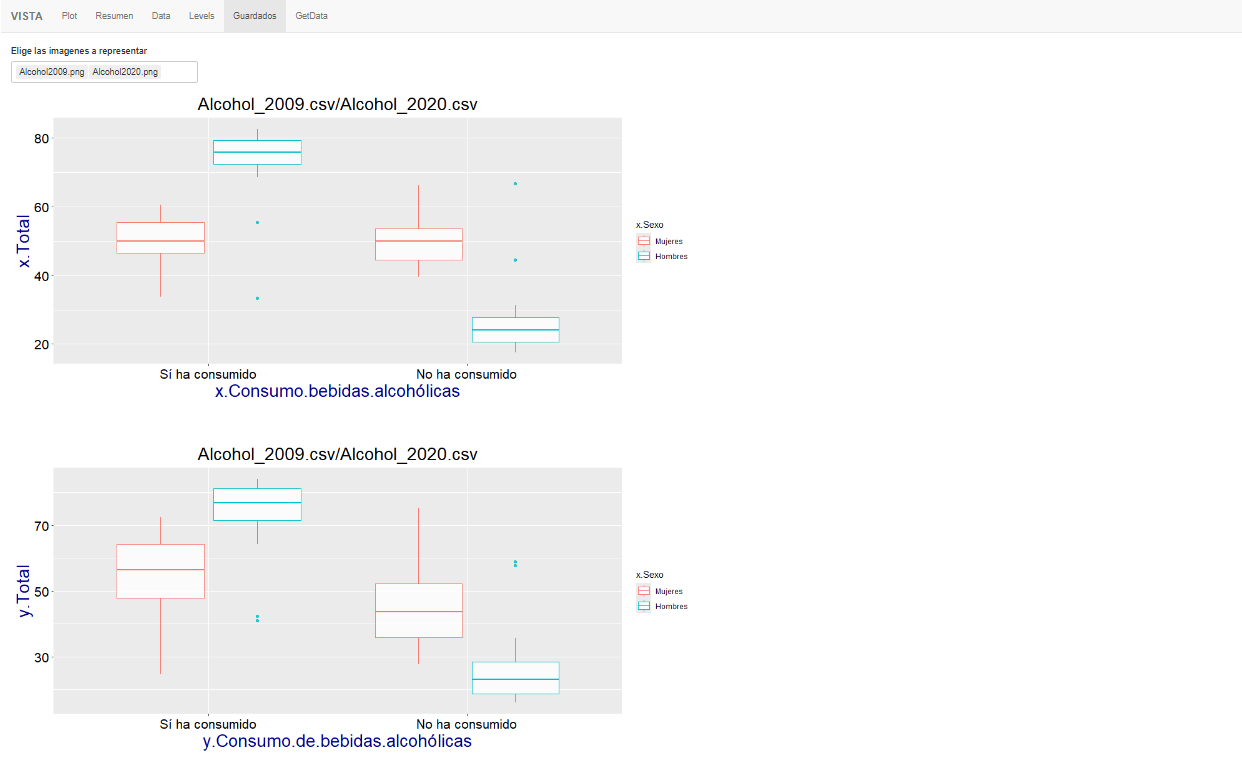 VISTA Plot Resumen Data Levels Guardados GetData
Elige las imagenes a representar
Alcohol2009.png Alcohol2020.png
Alcohol_2009.csv/Alcohol_2020.csv
80
60
40
20
x.Total
Sí ha consumido No ha consumido
x.Consumo.bebidas.alcohólicas
x.Sexo
Mujeres
Hombres
Alcohol_2009.csv/Alcohol_2020.csv
70
50
30
y.Total
Sí ha consumido No ha consumido
y.Consumo.de.bebidas.alcohólicas
x.Sexo
Mujeres
Hombres